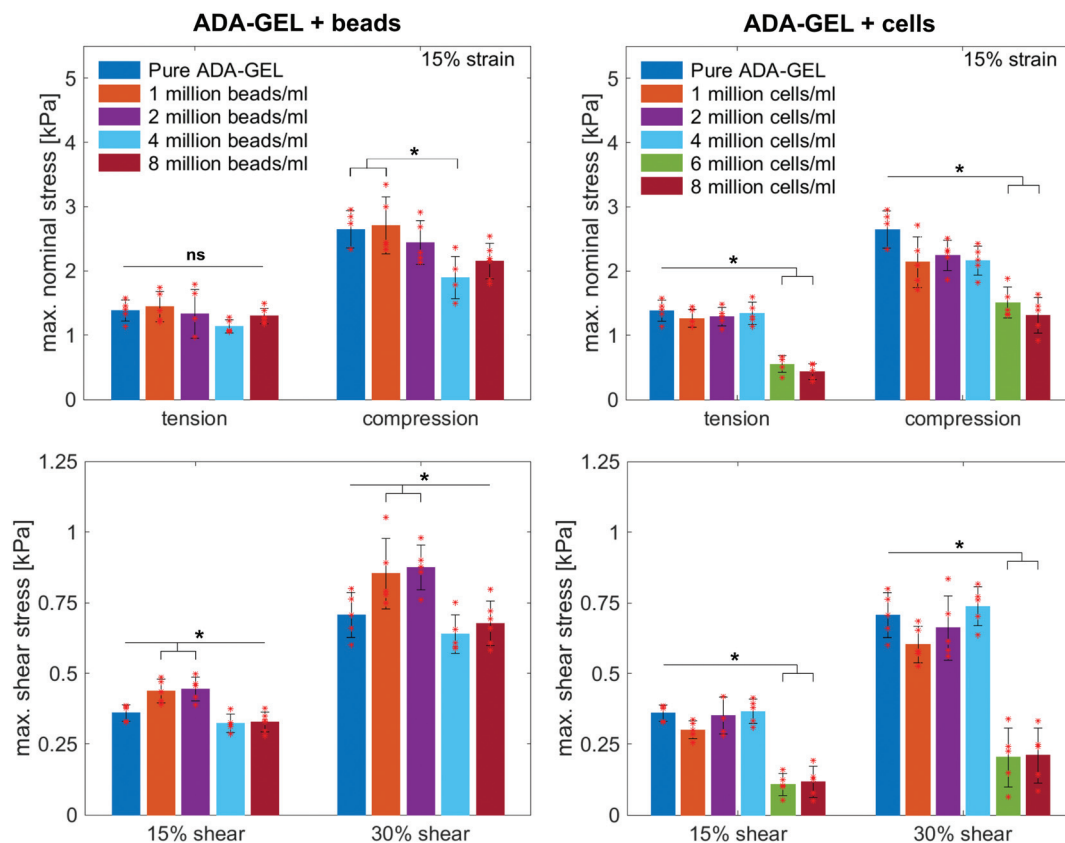 ADA-GEL + beads
15% strain
Pure ADA-GEL
1 million beads/ml
2 million beads/ml
4 million beads/ml
8 million beads/ml
max. nominal stress [kPa]
5
4
3
2
1
0
ns
*
tension
compression
ADA-GEL + cells
15% strain
Pure ADA-GEL
1 million cells/ml
2 million cells/ml
4 million cells/ml
6 million cells/ml
8 million cells/ml
max. nominal stress [kPa]
5
4
3
2
1
0
*
*
tension
compression
max. shear stress [kPa]
1.25
1
0.75
0.5
0.25
0
*
*
15% shear
30% shear
max. shear stress [kPa]
1.25
1
0.75
0.5
0.25
0
*
*
15% shear
30% shear